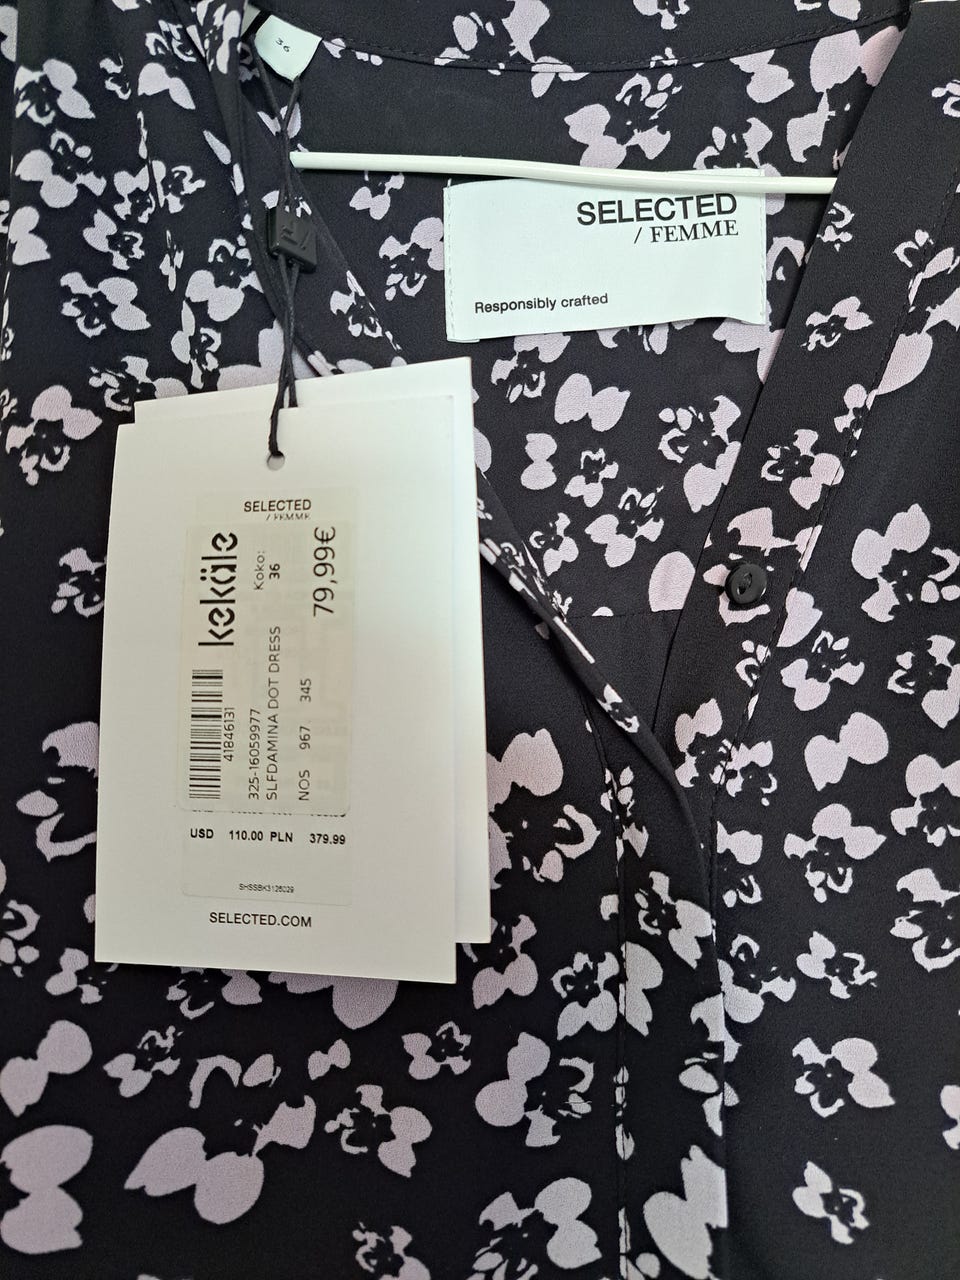 36
SELECTED
/ FEMME
Responsibly crafted
SELECTED
/ FEMME
kekäle
Koko:
36
79,99€
41846131
325-16059977
SLFDAMINA DOT DRESS
NOS 967 345
USD 110.00 PLN 379.99
SHSSBK3126029
SELECTED.COM